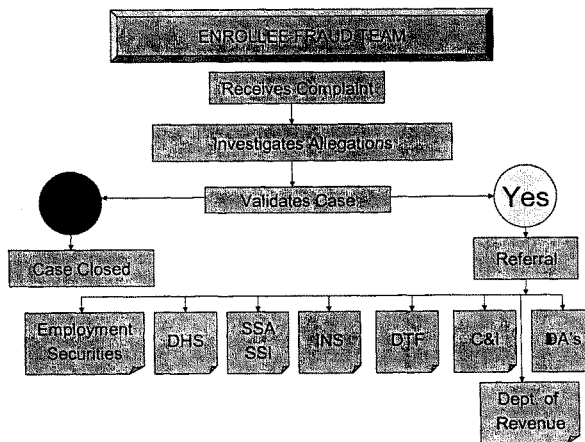 ENROLLEE FRAUD TEAM
Receives Complaint
Investigates Allegations
Validates Case
Yes
Case Closed
Referral
Employment
Securities
DHS
SSA
SSI
INS
DTF
C&I
DA's
Dept. of
Revenue